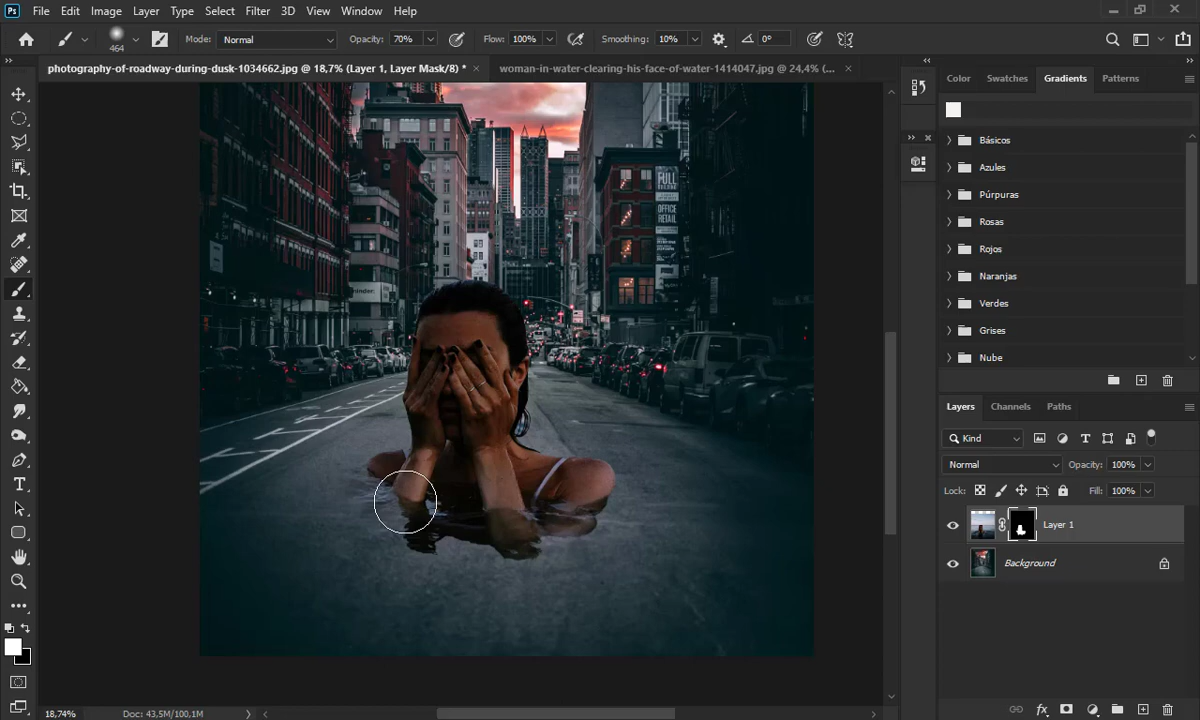 Ps File Edit Image Layer Type Select Filter 3D View Window Help
464 Mode: Normal Opacity: 70% Flow: 100% Smoothing: 10% 0°
photography-of-roadway-during-dusk-1034662.jpg @ 18,7% (Layer 1, Layer Mask/8) * × woman-in-water-clearing-his-face-of-water-1414047.jpg @ 24,4% (... ×
Color Swatches Gradients Patterns
Básicos
Azules
Púrpuras
Rosas
Rojos
Naranjas
Verdes
Grises
Nube
FULL
OFFICE
RETAIL
Layers Channels Paths
Kind
Normal Opacity: 100%
Lock: Fill: 100%
Layer 1
Background
18,74% Doc: 43,5M/100,1M